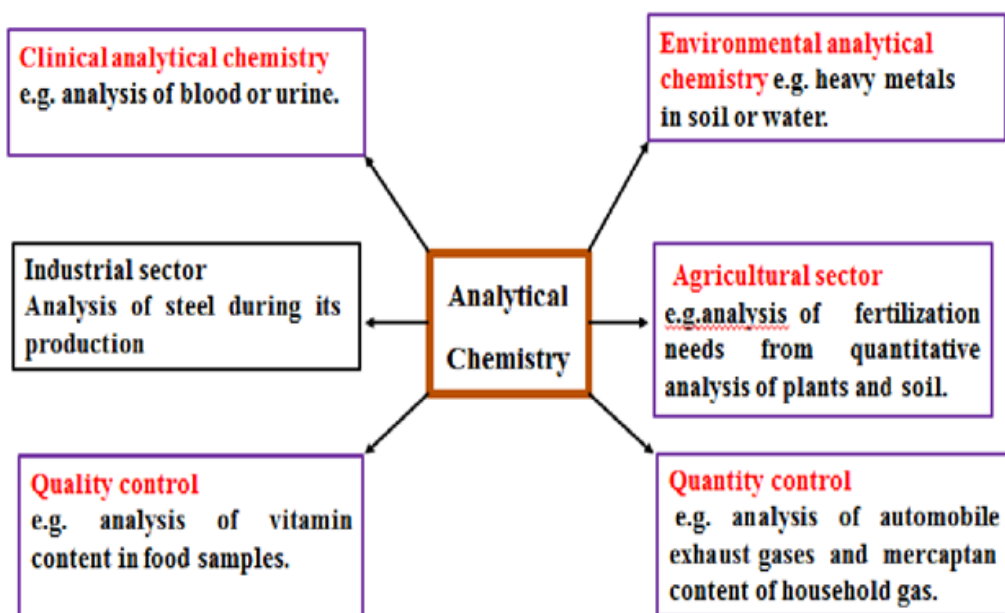 Clinical analytical chemistry
e.g. analysis of blood or urine.
Environmental analytical
chemistry e.g. heavy metals
in soil or water.
Industrial sector
Analysis of steel during its
production
Analytical
Chemistry
Agricultural sector
e.g.analysis of fertilization
needs from quantitative
analysis of plants and soil.
Quality control
e.g. analysis of vitamin
content in food samples.
Quantity control
e.g. analysis of automobile
exhaust gases and mercaptan
content of household gas.